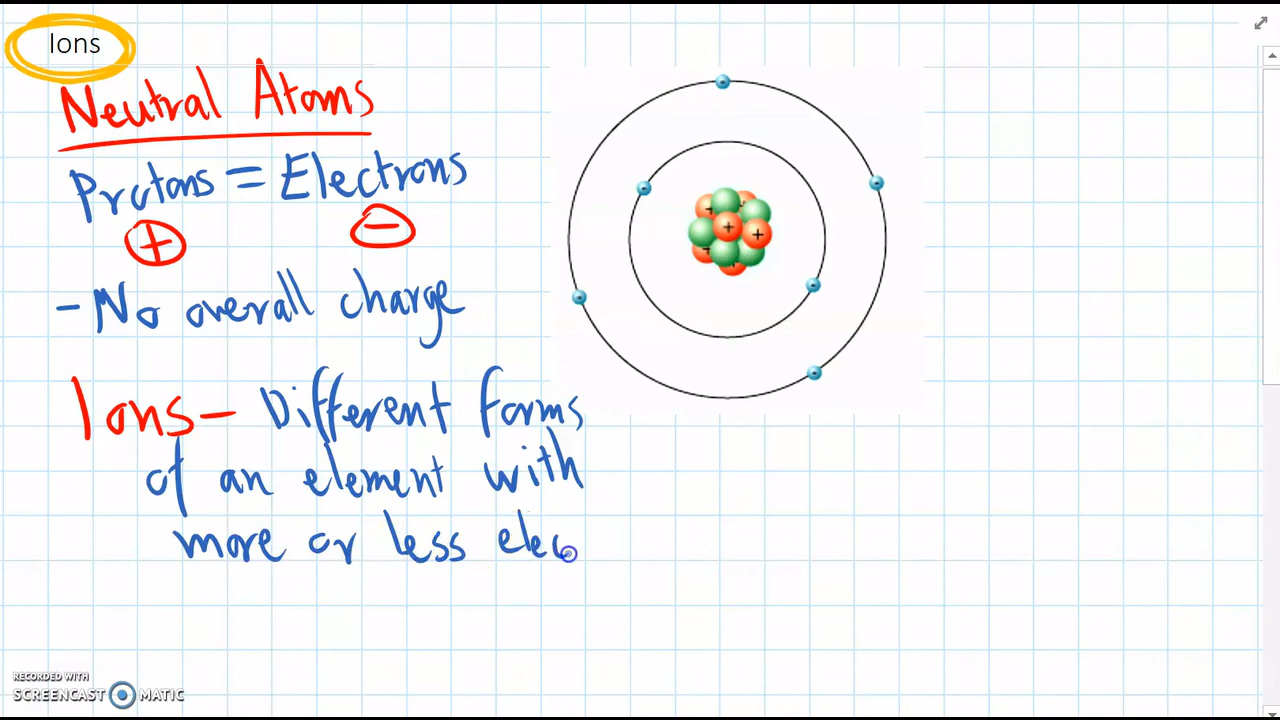 Ions
Neutral Atoms
Protons = Electrons
+ −
- No overall charge
Ions - Different forms
of an element with
more or less elec
RECORDED WITH
SCREENCAST MATIC